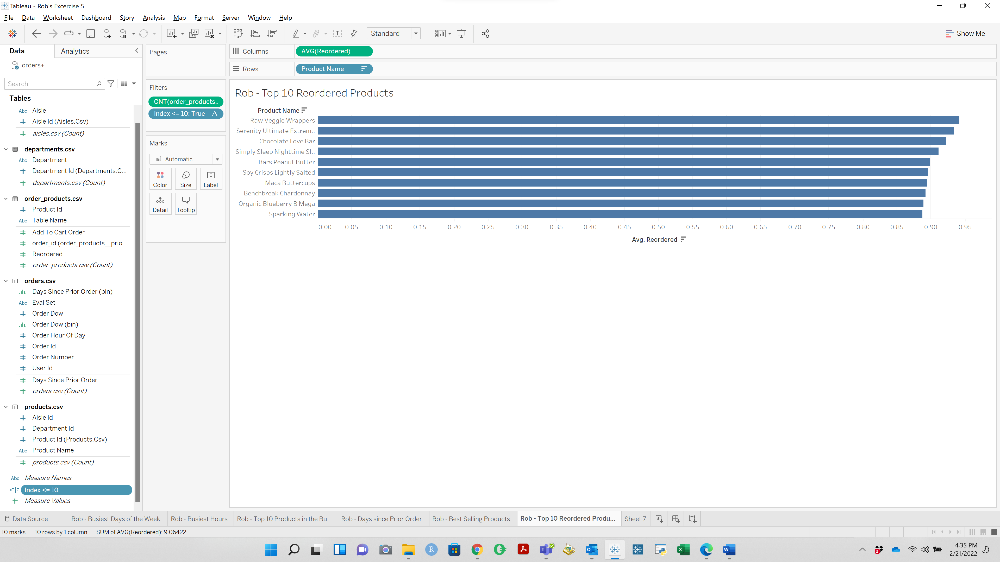 Tableau - Rob's Excercise 5
File Data Worksheet Dashboard Story Analysis Map Format Server Window Help
Standard
Show Me
Data Analytics
orders+
Search
Tables
Abc Aisle
# Aisle Id (Aisles.Csv)
# aisles.csv (Count)
departments.csv
Abc Department
# Department Id (Departments.C...
# departments.csv (Count)
order_products.csv
# Product Id
Abc Table Name
# Add To Cart Order
# order_id (order_products__prio...
# Reordered
# order_products.csv (Count)
orders.csv
Days Since Prior Order (bin)
Abc Eval Set
# Order Dow
Order Dow (bin)
# Order Hour Of Day
# Order Id
# Order Number
# User Id
# Days Since Prior Order
# orders.csv (Count)
products.csv
# Aisle Id
# Department Id
# Product Id (Products.Csv)
Abc Product Name
# products.csv (Count)
Abc Measure Names
=T|F Index <= 10
# Measure Values
Pages
Filters
CNT(order_products..
Index <= 10: True
Marks
Automatic
Color Size Label
Detail Tooltip
Columns AVG(Reordered)
Rows Product Name
Rob - Top 10 Reordered Products
Product Name
Raw Veggie Wrappers
Serenity Ultimate Extrem..
Chocolate Love Bar
Simply Sleep Nighttime Sl..
Bars Peanut Butter
Soy Crisps Lightly Salted
Maca Buttercups
Benchbreak Chardonnay
Organic Blueberry B Mega
Sparking Water
0.00 0.05 0.10 0.15 0.20 0.25 0.30 0.35 0.40 0.45 0.50 0.55 0.60 0.65 0.70 0.75 0.80 0.85 0.90 0.95
Avg. Reordered
Data Source Rob - Busiest Days of the Week Rob - Busiest Hours Rob - Top 10 Products in the Bu... Rob - Days since Prior Order Rob - Best Selling Products Rob - Top 10 Reordered Produ... Sheet 7
10 marks 10 rows by 1 column SUM of AVG(Reordered): 9.06422
4:35 PM
2/21/2022